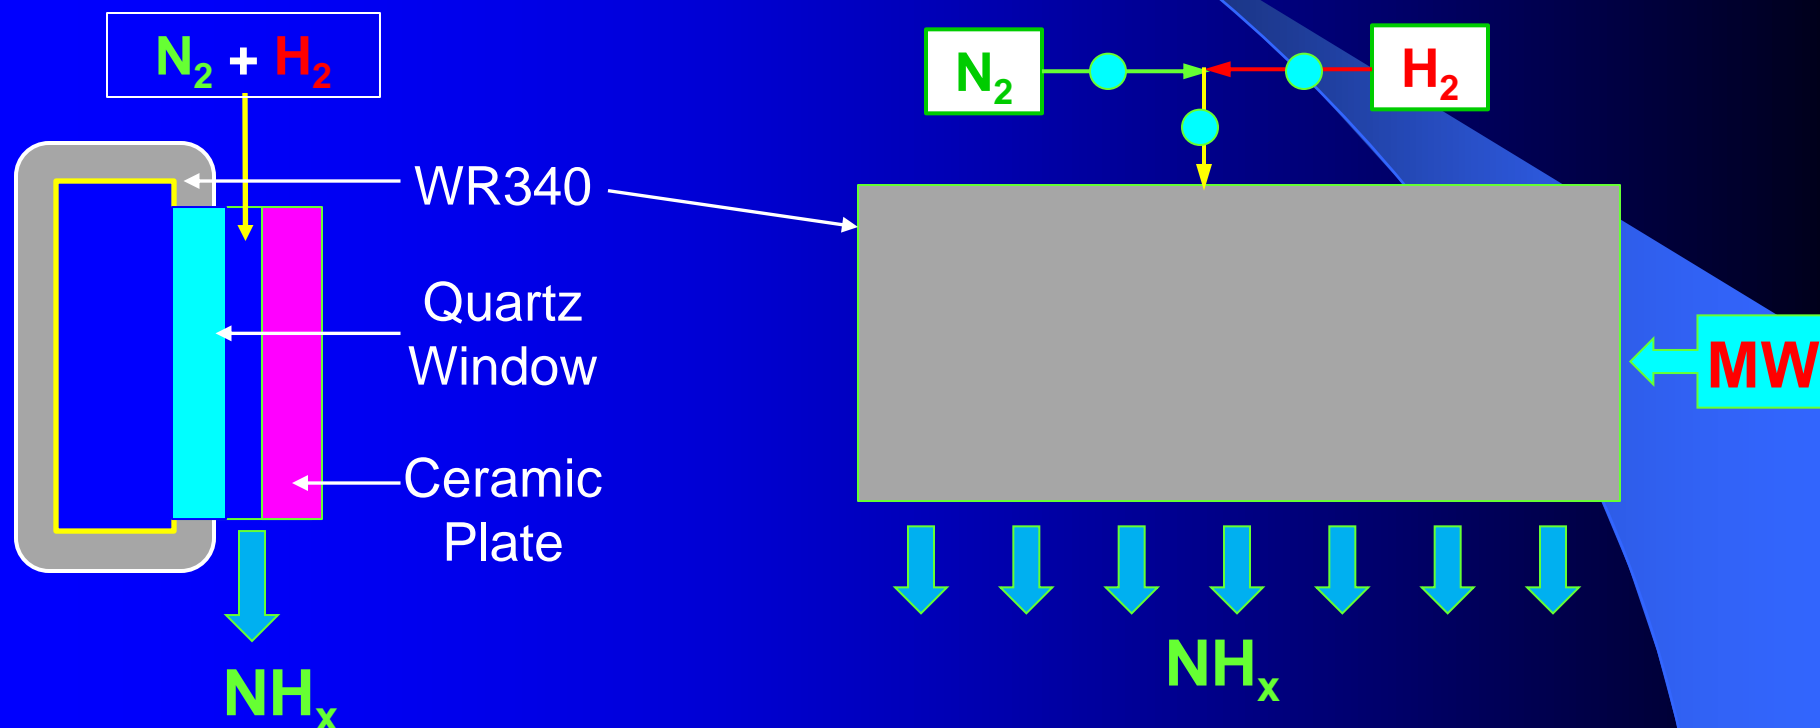 N₂ + H₂
WR340
Quartz
Window
Ceramic
Plate
NHₓ
N₂
H₂
MW
NHₓ